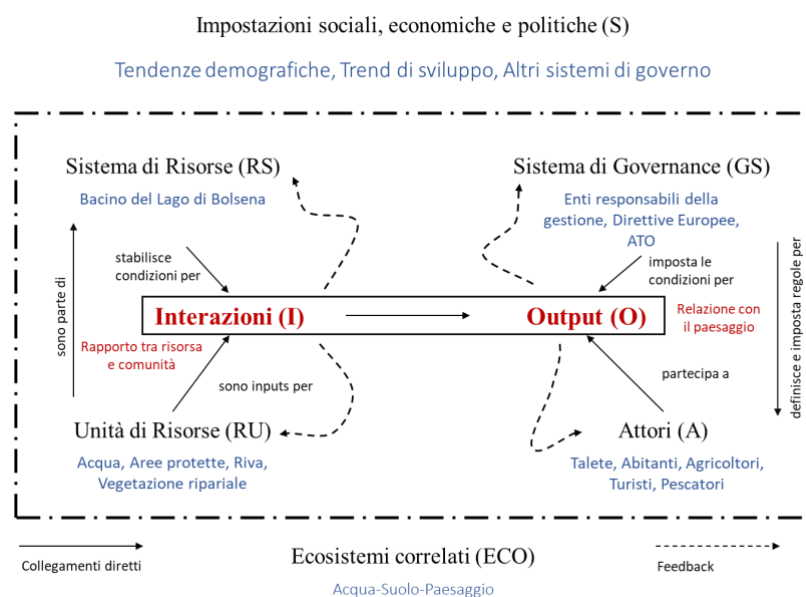 Impostazioni sociali, economiche e politiche (S)
Tendenze demografiche, Trend di sviluppo, Altri sistemi di governo
Sistema di Risorse (RS)
Bacino del Lago di Bolsena
Sistema di Governance (GS)
Enti responsabili della
gestione, Direttive Europee,
ATO
stabilisce
condizioni per
imposta le
condizioni per
sono parte di
definisce e imposta regole per
Interazioni (I)
Output (O)
Rapporto tra risorsa
e comunità
Relazione con
il paesaggio
sono inputs per
partecipa a
Unità di Risorse (RU)
Acqua, Aree protette, Riva,
Vegetazione ripariale
Attori (A)
Talete, Abitanti, Agricoltori,
Turisti, Pescatori
Collegamenti diretti
Ecosistemi correlati (ECO)
Acqua-Suolo-Paesaggio
Feedback